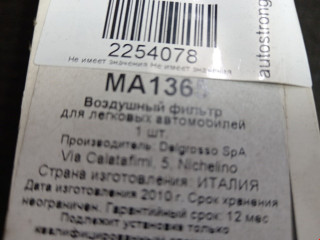 2254078
Не имеет значения Не имеет значения
autostrong
MA1365
Воздушный фильтр
для легковых автомобилей
1 шт.
Производитель: Delgrosso SpA
Via Calatafimi, 5, Nichelino
Страна изготовления: ИТАЛИЯ
Дата изготовления 2010 г. Срок хранения
неограничен. Гарантийный срок: 12 мес
Подлежит установке только